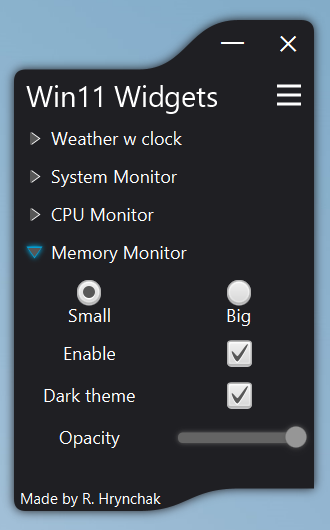 Win11 Widgets
Weather w clock
System Monitor
CPU Monitor
Memory Monitor
Small Big
Enable
Dark theme
Opacity
Made by R. Hrynchak